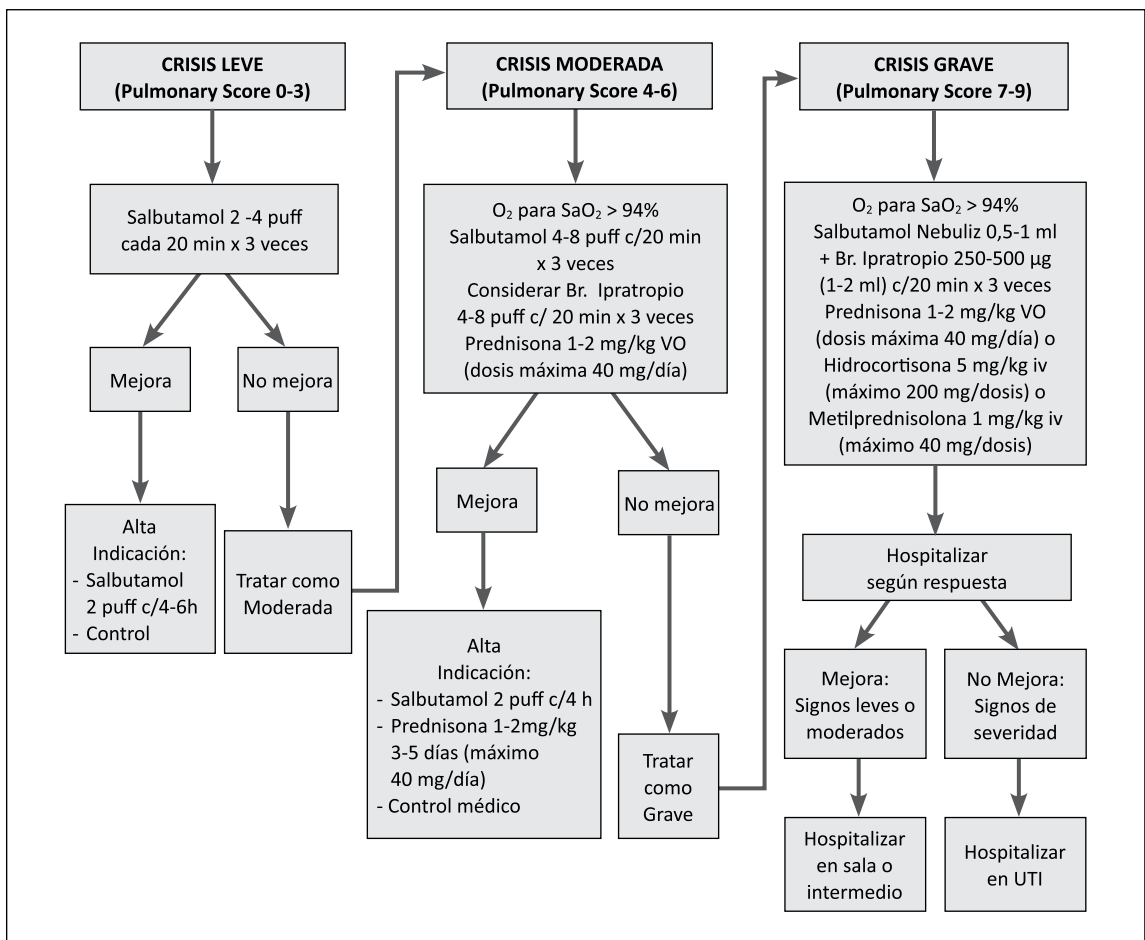 CRISIS LEVE
(Pulmonary Score 0-3)
Salbutamol 2 -4 puff
cada 20 min x 3 veces
Mejora
No mejora
Alta
Indicación:
- Salbutamol
2 puff c/4-6h
- Control
Tratar como
Moderada
CRISIS MODERADA
(Pulmonary Score 4-6)
O₂ para SaO₂ > 94%
Salbutamol 4-8 puff c/20 min
x 3 veces
Considerar Br. Ipratropio
4-8 puff c/ 20 min x 3 veces
Prednisona 1-2 mg/kg VO
(dosis máxima 40 mg/día)
Mejora
No mejora
Alta
Indicación:
- Salbutamol 2 puff c/4 h
- Prednisona 1-2mg/kg
3-5 días (máximo
40 mg/día)
- Control médico
Tratar
como
Grave
CRISIS GRAVE
(Pulmonary Score 7-9)
O₂ para SaO₂ > 94%
Salbutamol Nebuliz 0,5-1 ml
+ Br. Ipratropio 250-500 µg
(1-2 ml) c/20 min x 3 veces
Prednisona 1-2 mg/kg VO
(dosis máxima 40 mg/día) o
Hidrocortisona 5 mg/kg iv
(máximo 200 mg/dosis) o
Metilprednisolona 1 mg/kg iv
(máximo 40 mg/dosis)
Hospitalizar
según respuesta
Mejora:
Signos leves o
moderados
No Mejora:
Signos de
severidad
Hospitalizar
en sala o
intermedio
Hospitalizar
en UTI